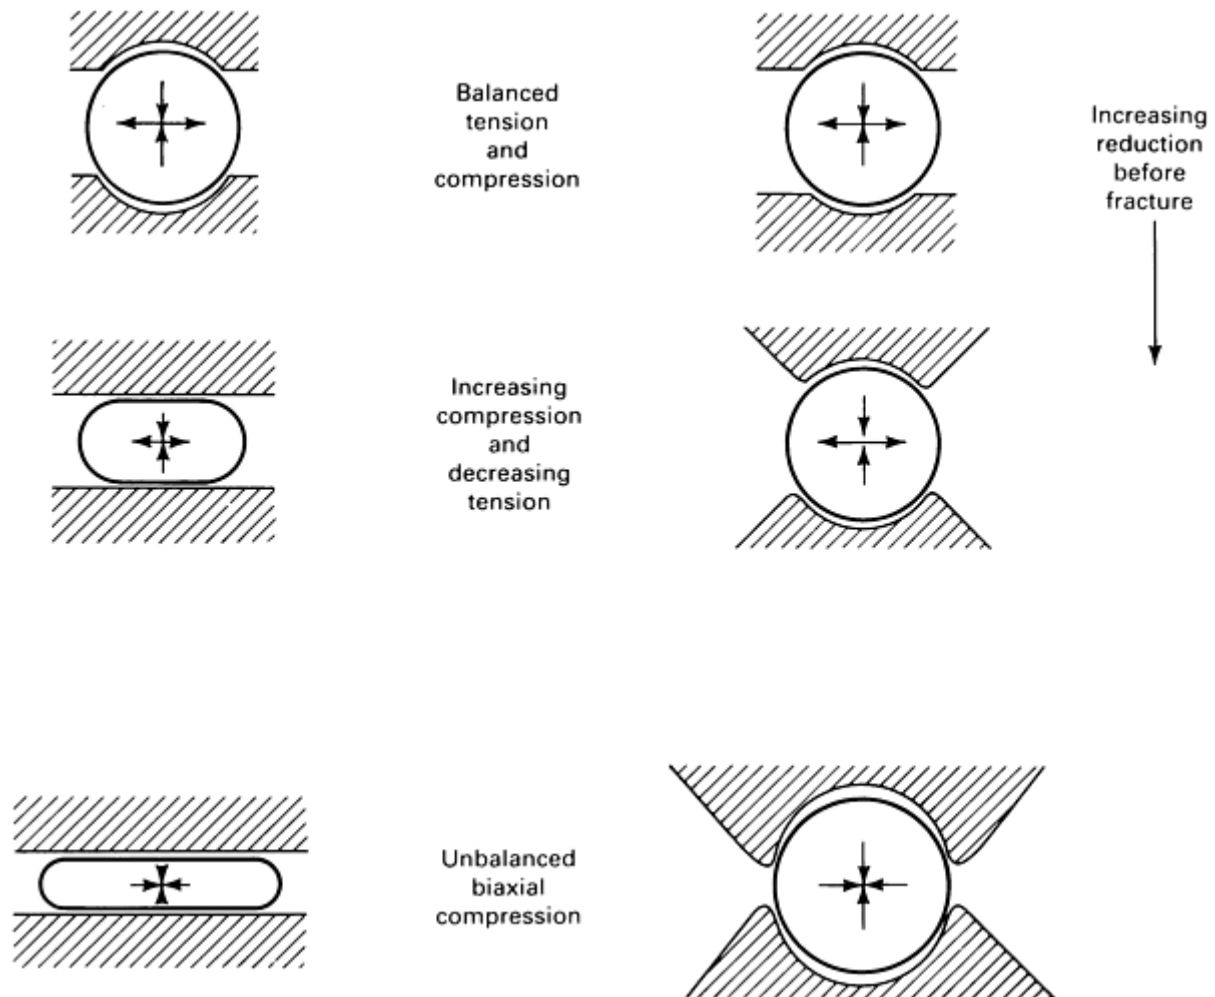 Balanced
tension
and
compression
Increasing
reduction
before
fracture
Increasing
compression
and
decreasing
tension
Unbalanced
biaxial
compression